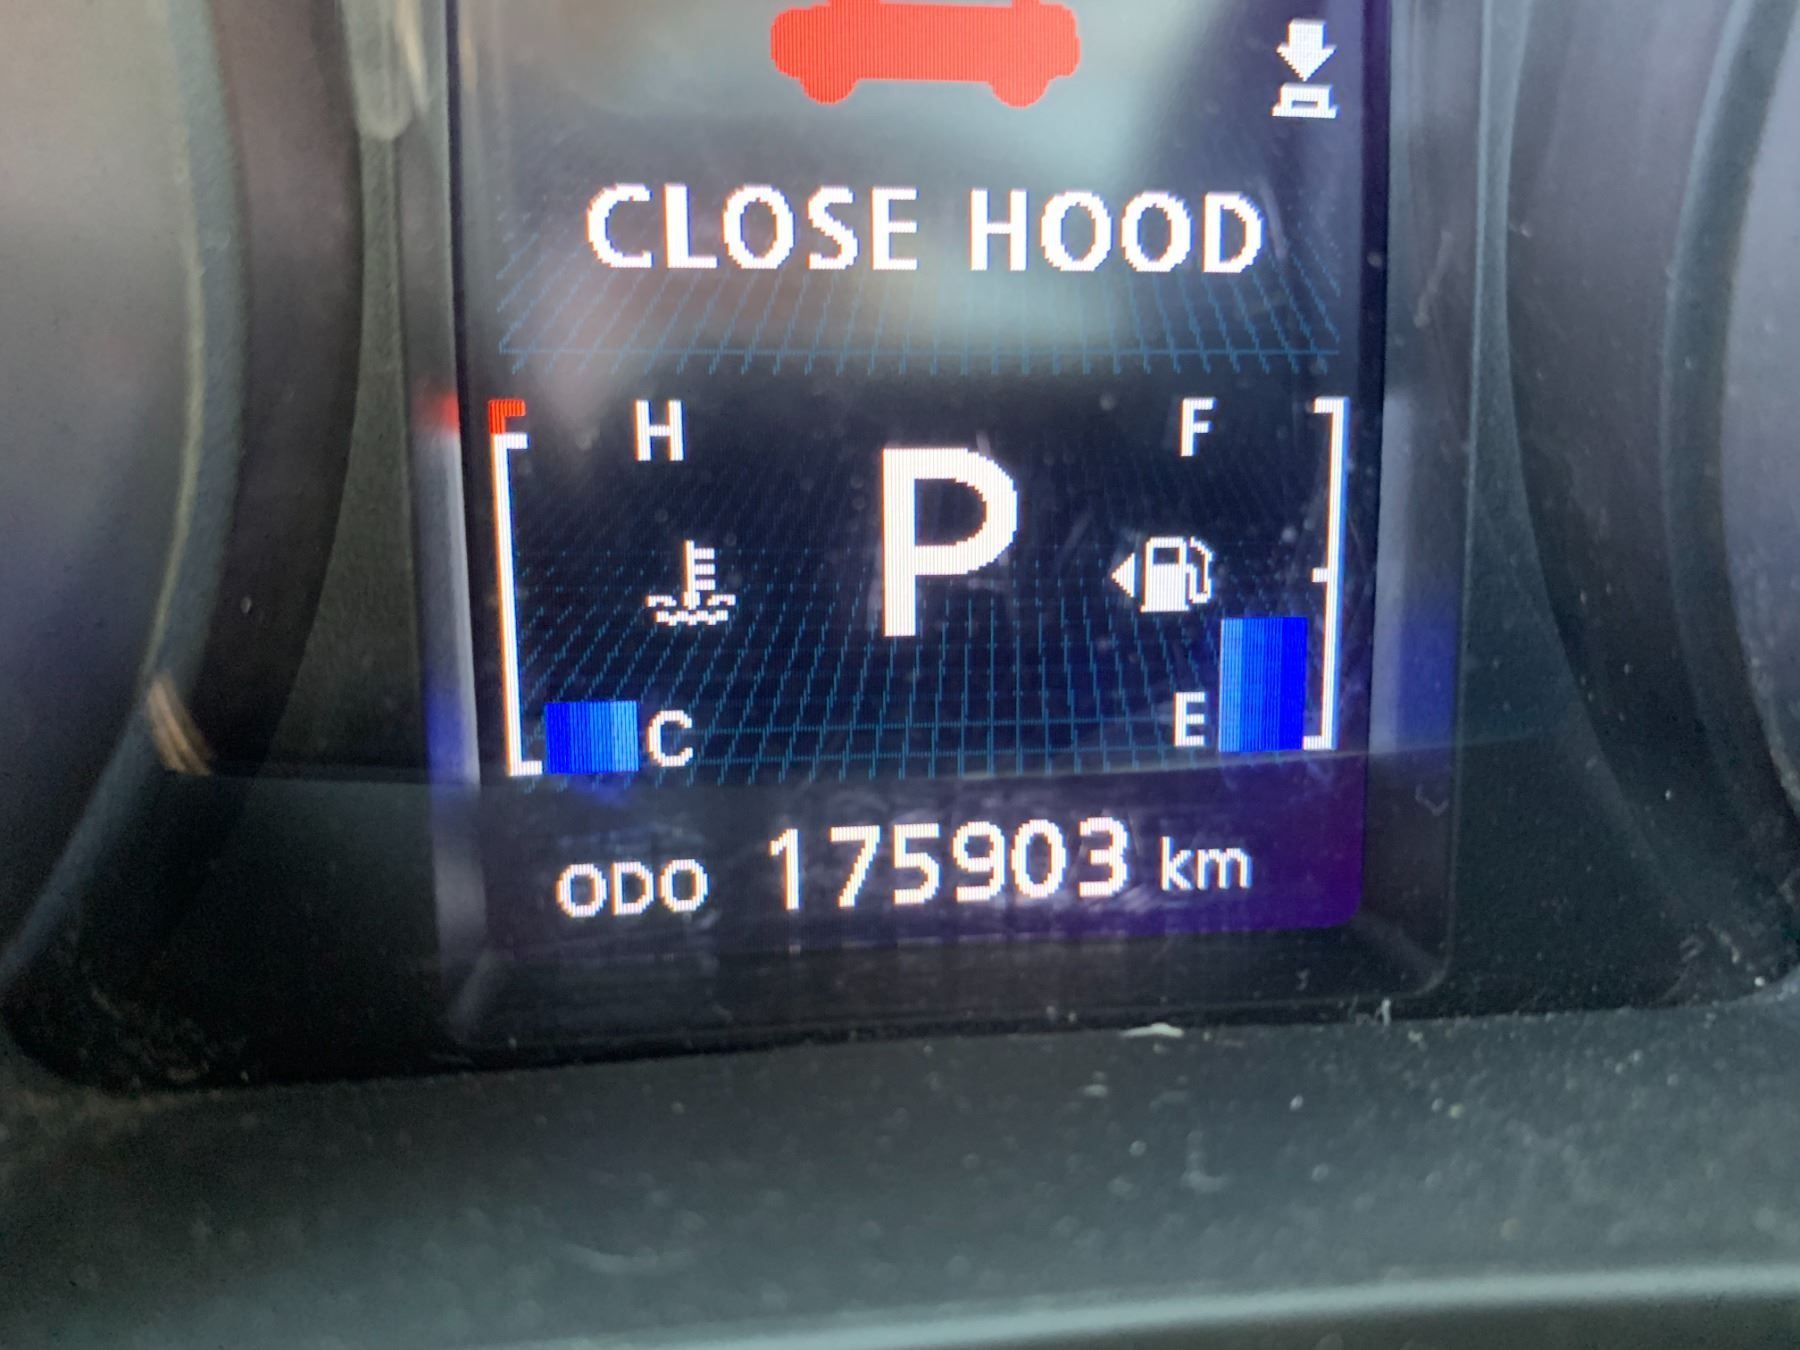 CLOSE HOOD
H F
P
C E
ODO 175903 km